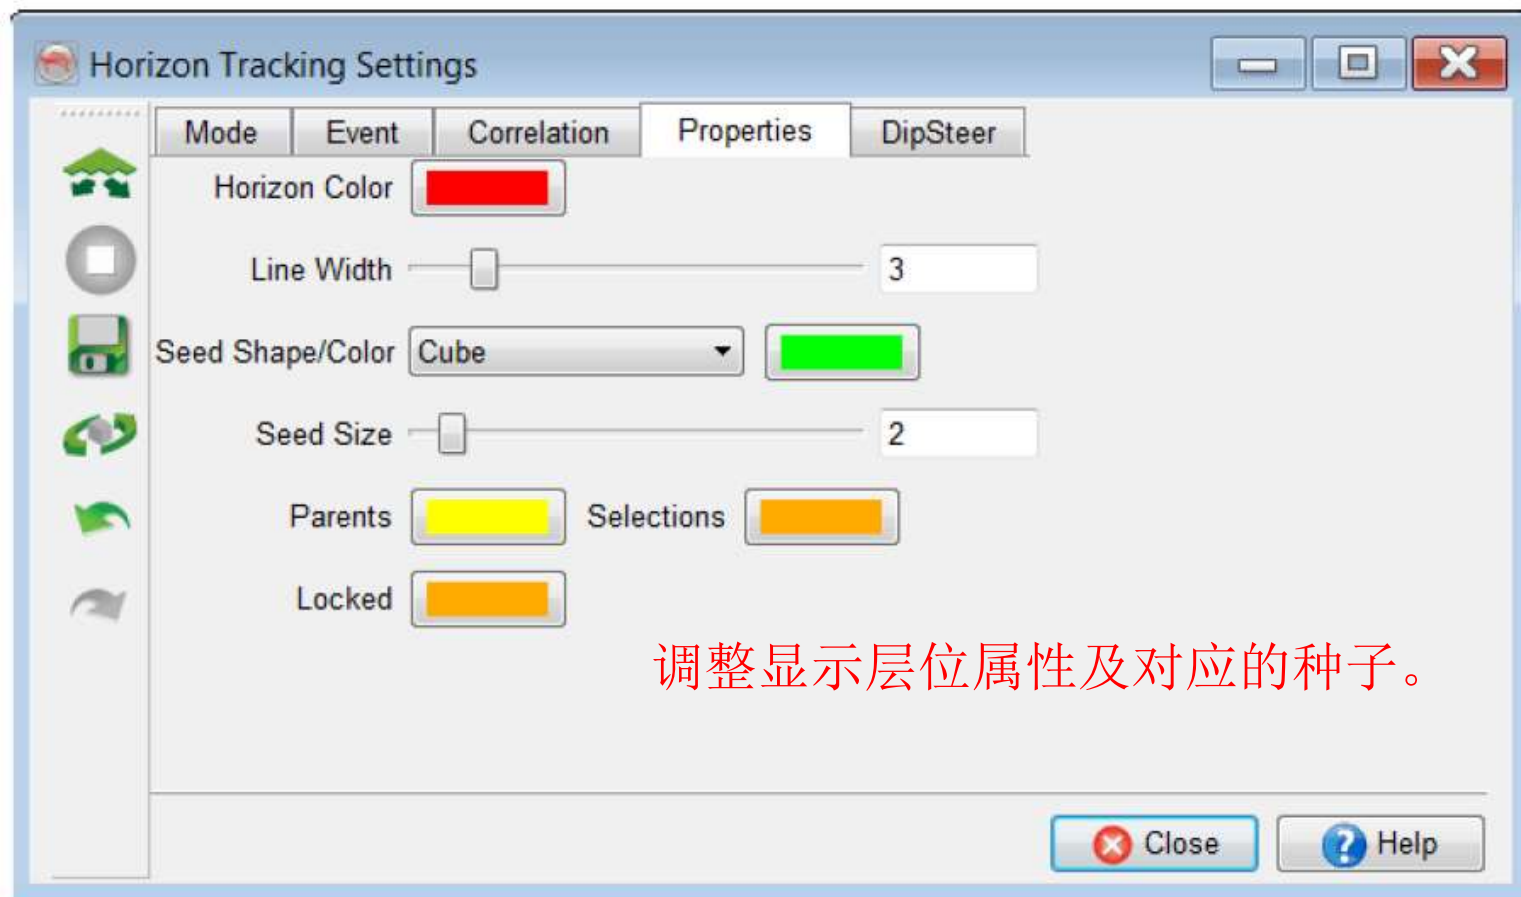 Horizon Tracking Settings
Mode Event Correlation Properties DipSteer
Horizon Color
Line Width 3
Seed Shape/Color Cube
Seed Size 2
Parents Selections
Locked
调整显示层位属性及对应的种子。
Close Help